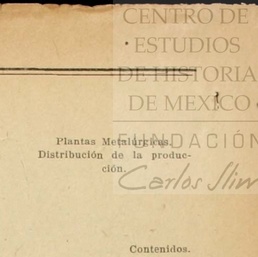 CENTRO DE
ESTUDIOS
DE HISTORIA
DE MEXICO
FUNDACIÓN
Plantas Metalúrgicas.
Distribución de la produc-
ción.
Carlos Slim
Contenidos.